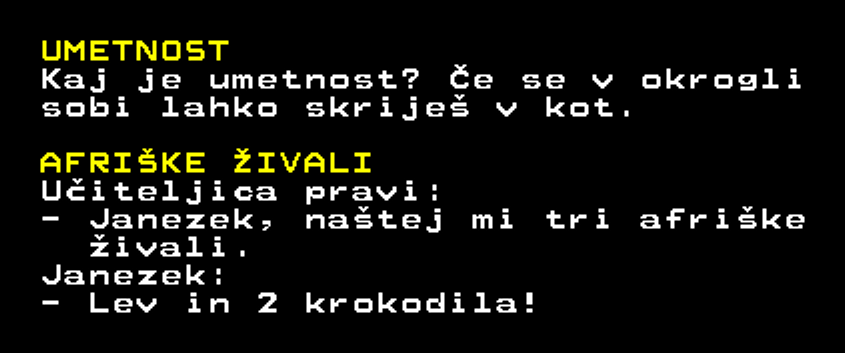 UMETNOST
Kaj je umetnost? Če se v okrogli
sobi lahko skriješ v kot.
AFRIŠKE ŽIVALI
Učiteljica pravi:
- Janezek, naštej mi tri afriške
živali.
Janezek:
- Lev in 2 krokodila!